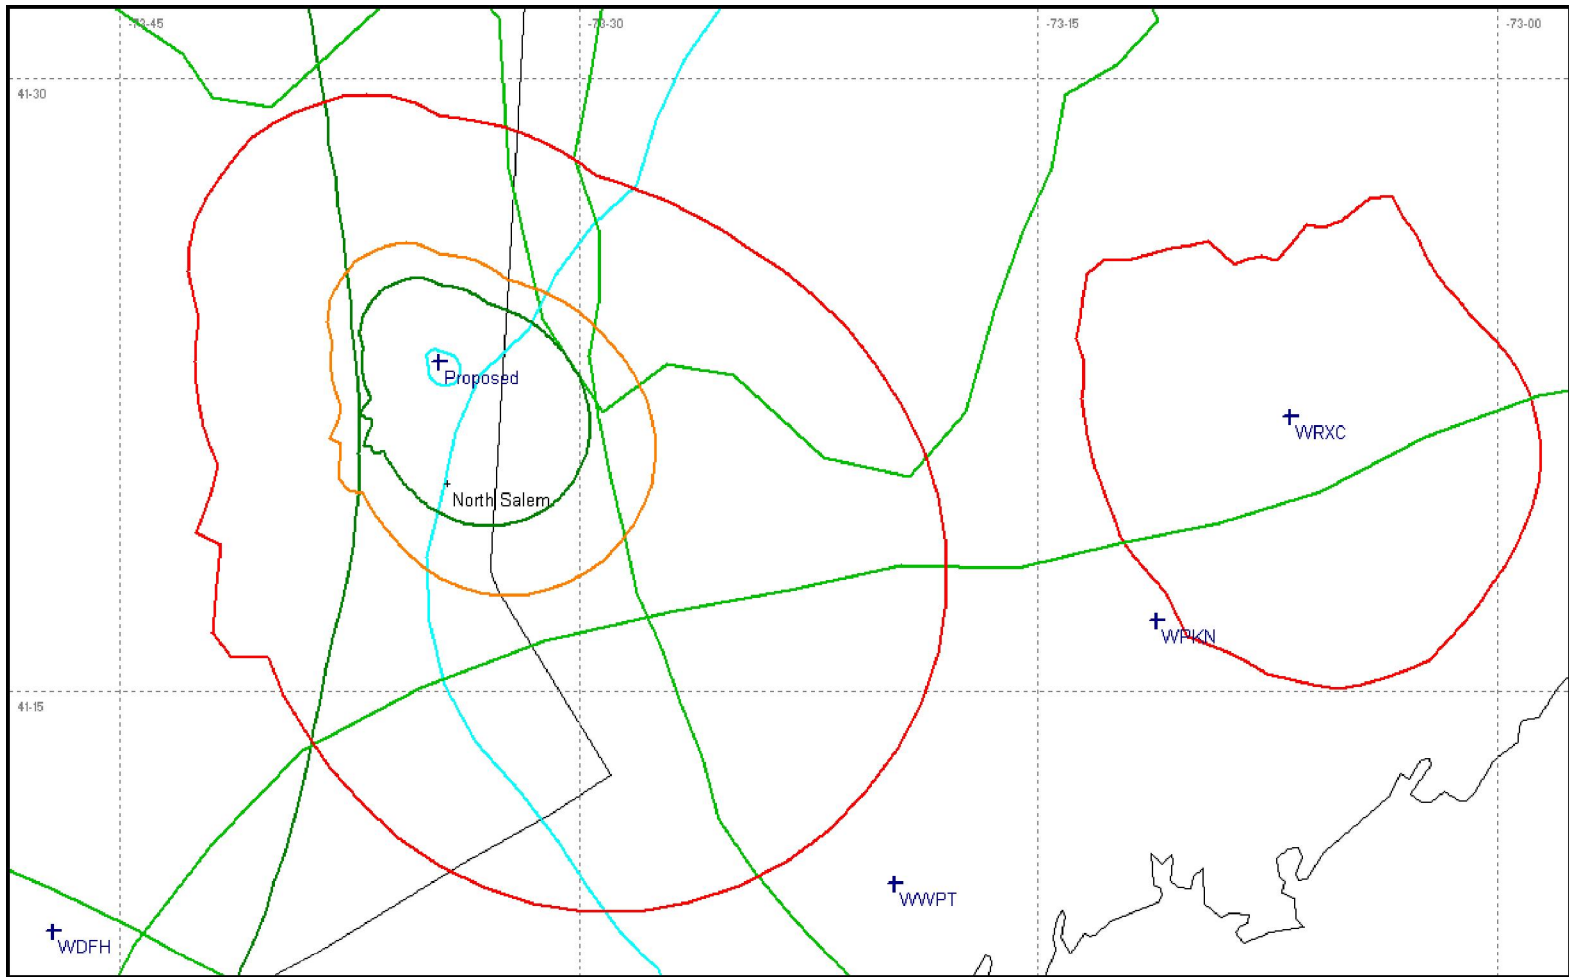 -73-45
-73-30
-73-15
-73-00
41-30
Proposed
WRXC
North Salem
WPKN
41-15
WWPT
WDFH